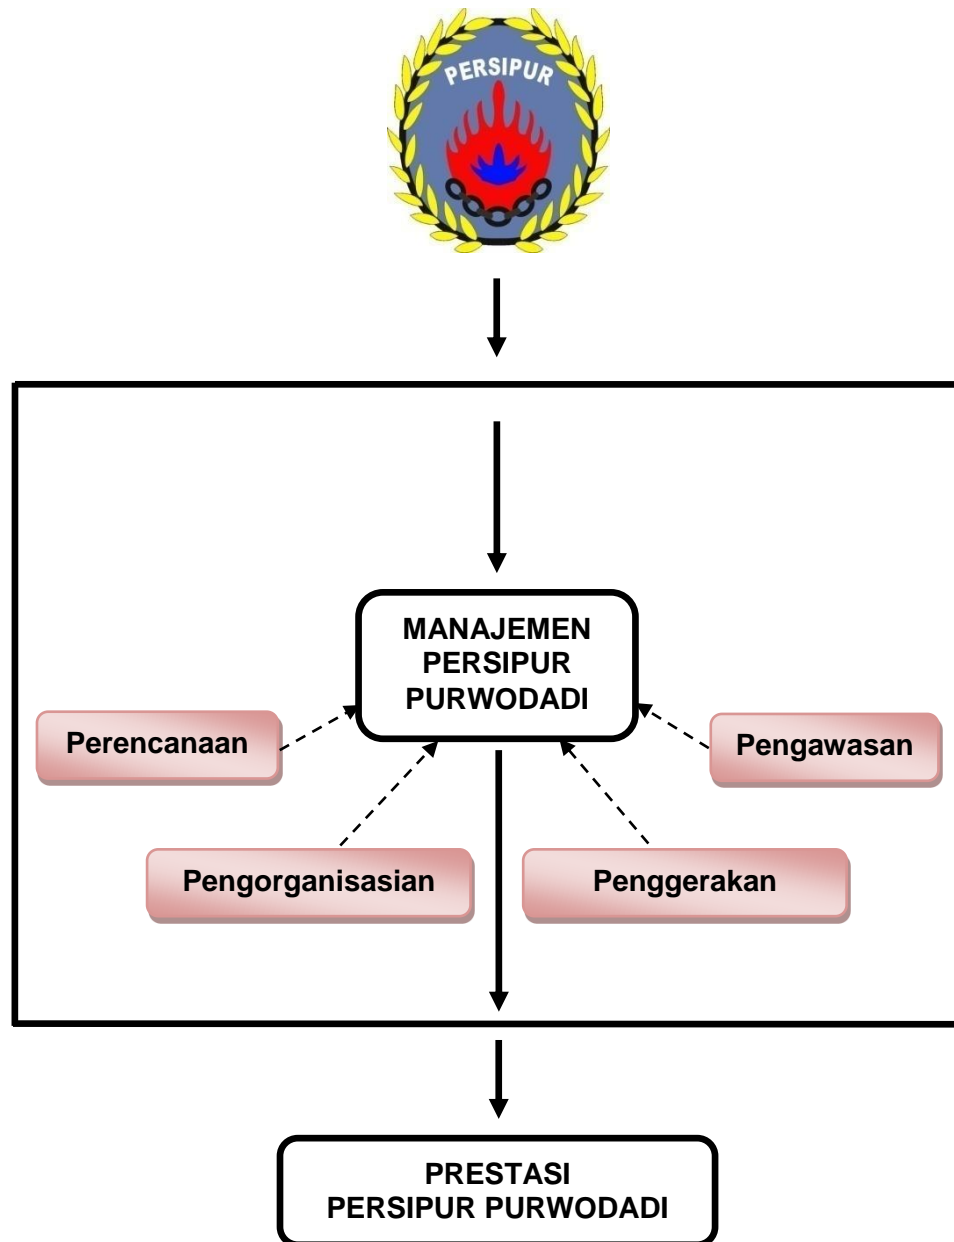 PERSIPUR
MANAJEMEN
PERSIPUR
PURWODADI
Perencanaan
Pengawasan
Pengorganisasian
Penggerakan
PRESTASI
PERSIPUR PURWODADI